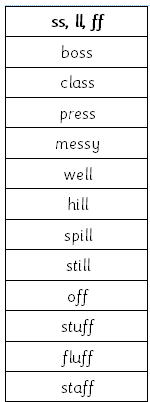 ss, ll, ff
boss
class
press
messy
well
hill
spill
still
off
stuff
fluff
staff